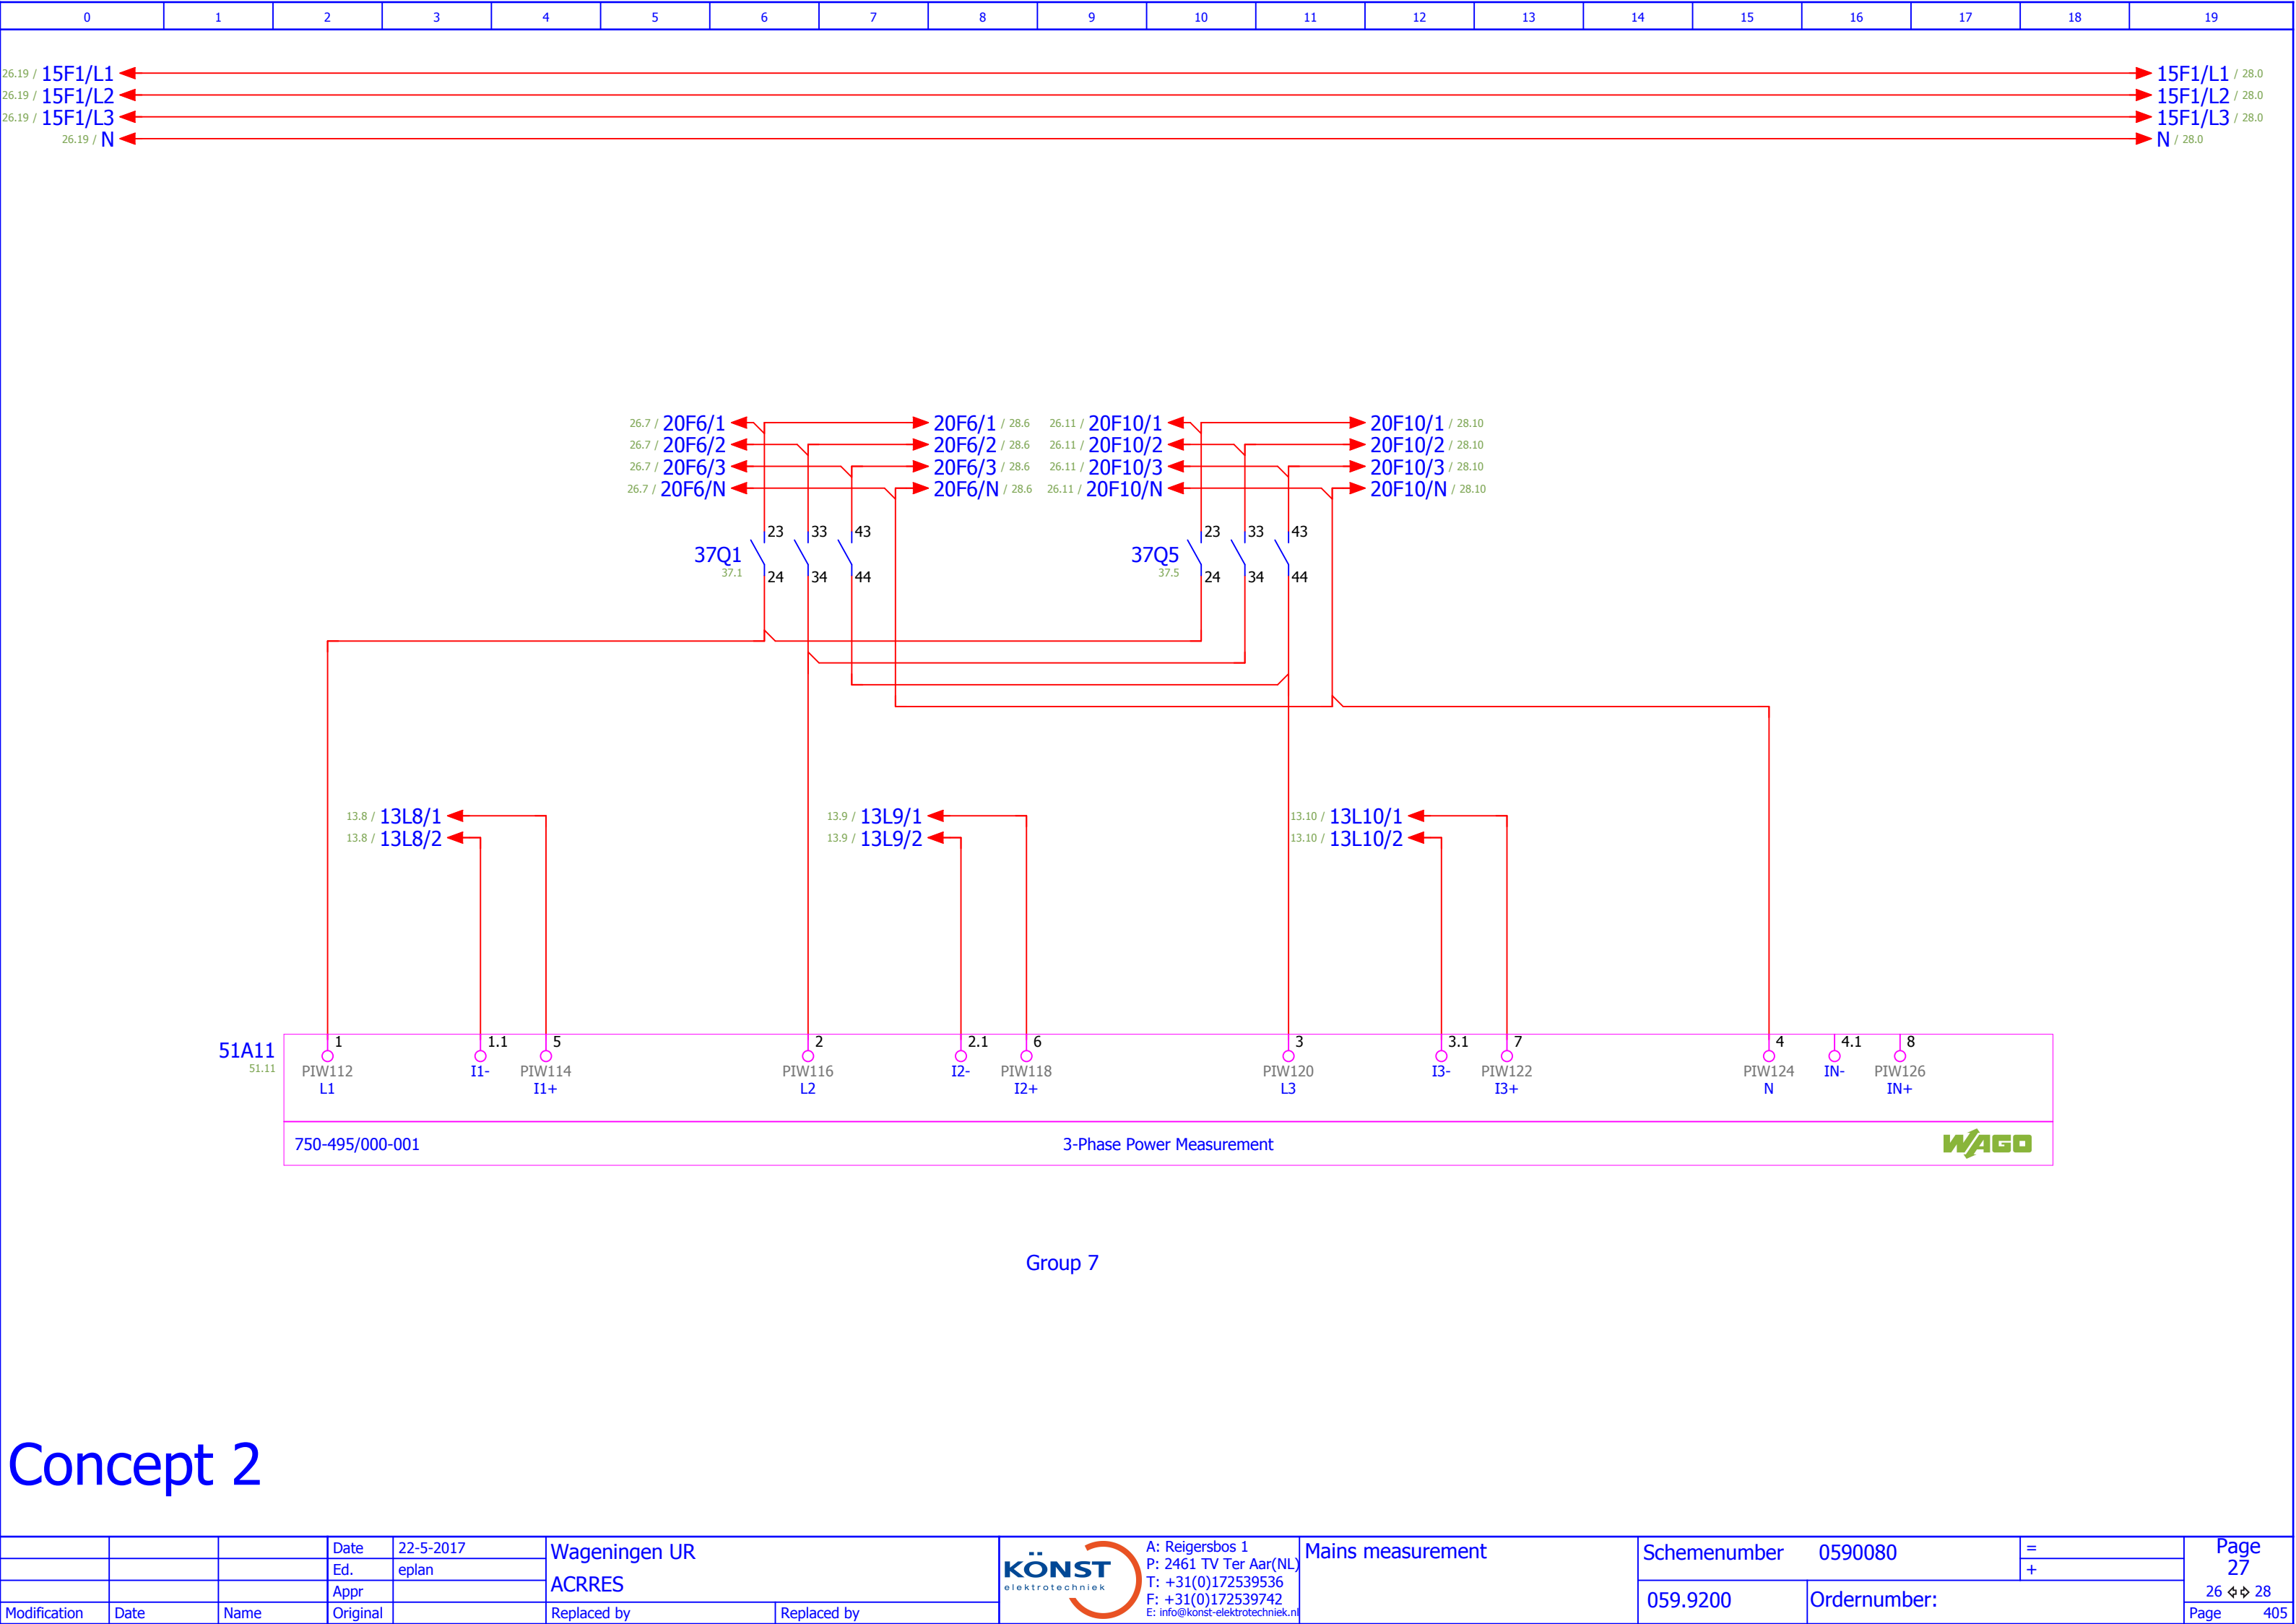 0 1 2 3 4 5 6 7 8 9 10 11 12 13 14 15 16 17 18 19
26.19 / 15F1/L1 15F1/L1 / 28.0
26.19 / 15F1/L2 15F1/L2 / 28.0
26.19 / 15F1/L3 15F1/L3 / 28.0
26.19 / N N / 28.0
26.7 / 20F6/1 20F6/1 / 28.6 26.11 / 20F10/1 20F10/1 / 28.10
26.7 / 20F6/2 20F6/2 / 28.6 26.11 / 20F10/2 20F10/2 / 28.10
26.7 / 20F6/3 20F6/3 / 28.6 26.11 / 20F10/3 20F10/3 / 28.10
26.7 / 20F6/N 20F6/N / 28.6 26.11 / 20F10/N 20F10/N / 28.10
23 33 43 23 33 43
37Q1 37Q5
37.1 37.5
24 34 44 24 34 44
13.8 / 13L8/1 13.9 / 13L9/1 13.10 / 13L10/1
13.8 / 13L8/2 13.9 / 13L9/2 13.10 / 13L10/2
1 1.1 5 2 2.1 6 3 3.1 7 4 4.1 8
51A11
51.11
PIW112 I1- PIW114 PIW116 I2- PIW118 PIW120 I3- PIW122 PIW124 IN- PIW126
L1 I1+ L2 I2+ L3 I3+ N IN+
750-495/000-001 3-Phase Power Measurement WAGO
Group 7
Concept 2
Date 22-5-2017
Ed. eplan
Appr
Modification Date Name Original
Wageningen UR
ACRRES
Replaced by Replaced by
KÖNST
elektrotechniek
A: Reigersbos 1
P: 2461 TV Ter Aar(NL)
T: +31(0)172539536
F: +31(0)172539742
E: info@konst-elektrotechniek.nl
Mains measurement
Schemenumber 0590080
059.9200 Ordernumber:
=
+
Page
27
26 28
Page 405